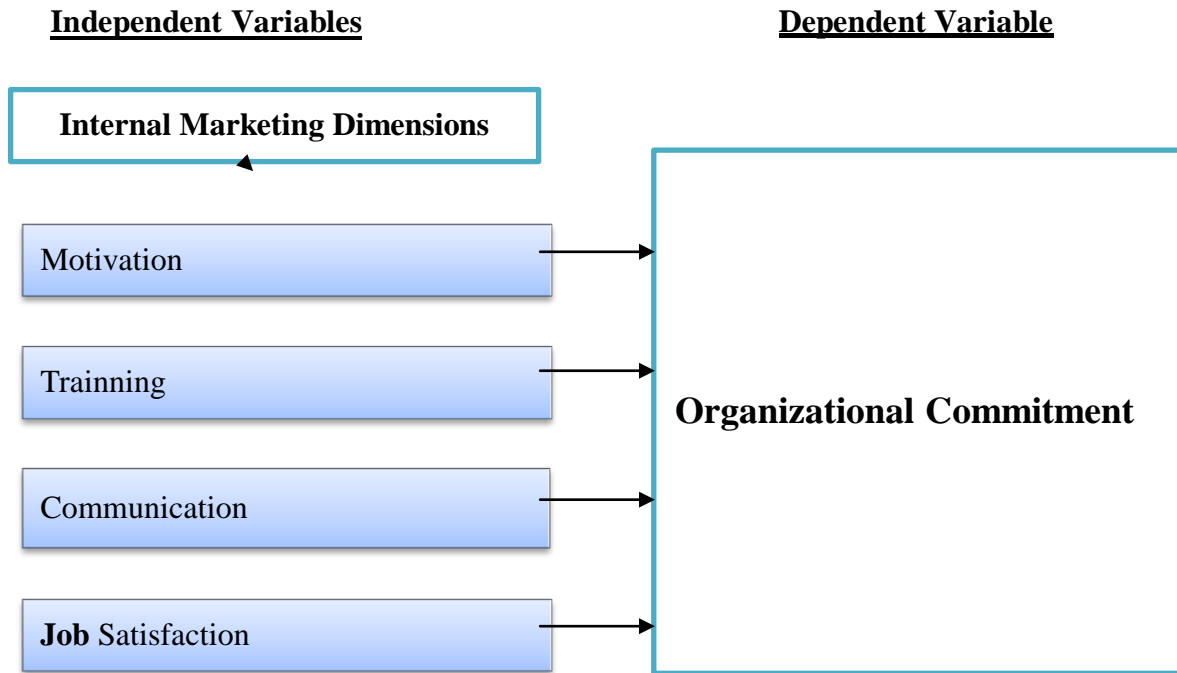 Independent Variables
Dependent Variable
Internal Marketing Dimensions
Motivation
Trainning
Communication
Job Satisfaction
Organizational Commitment